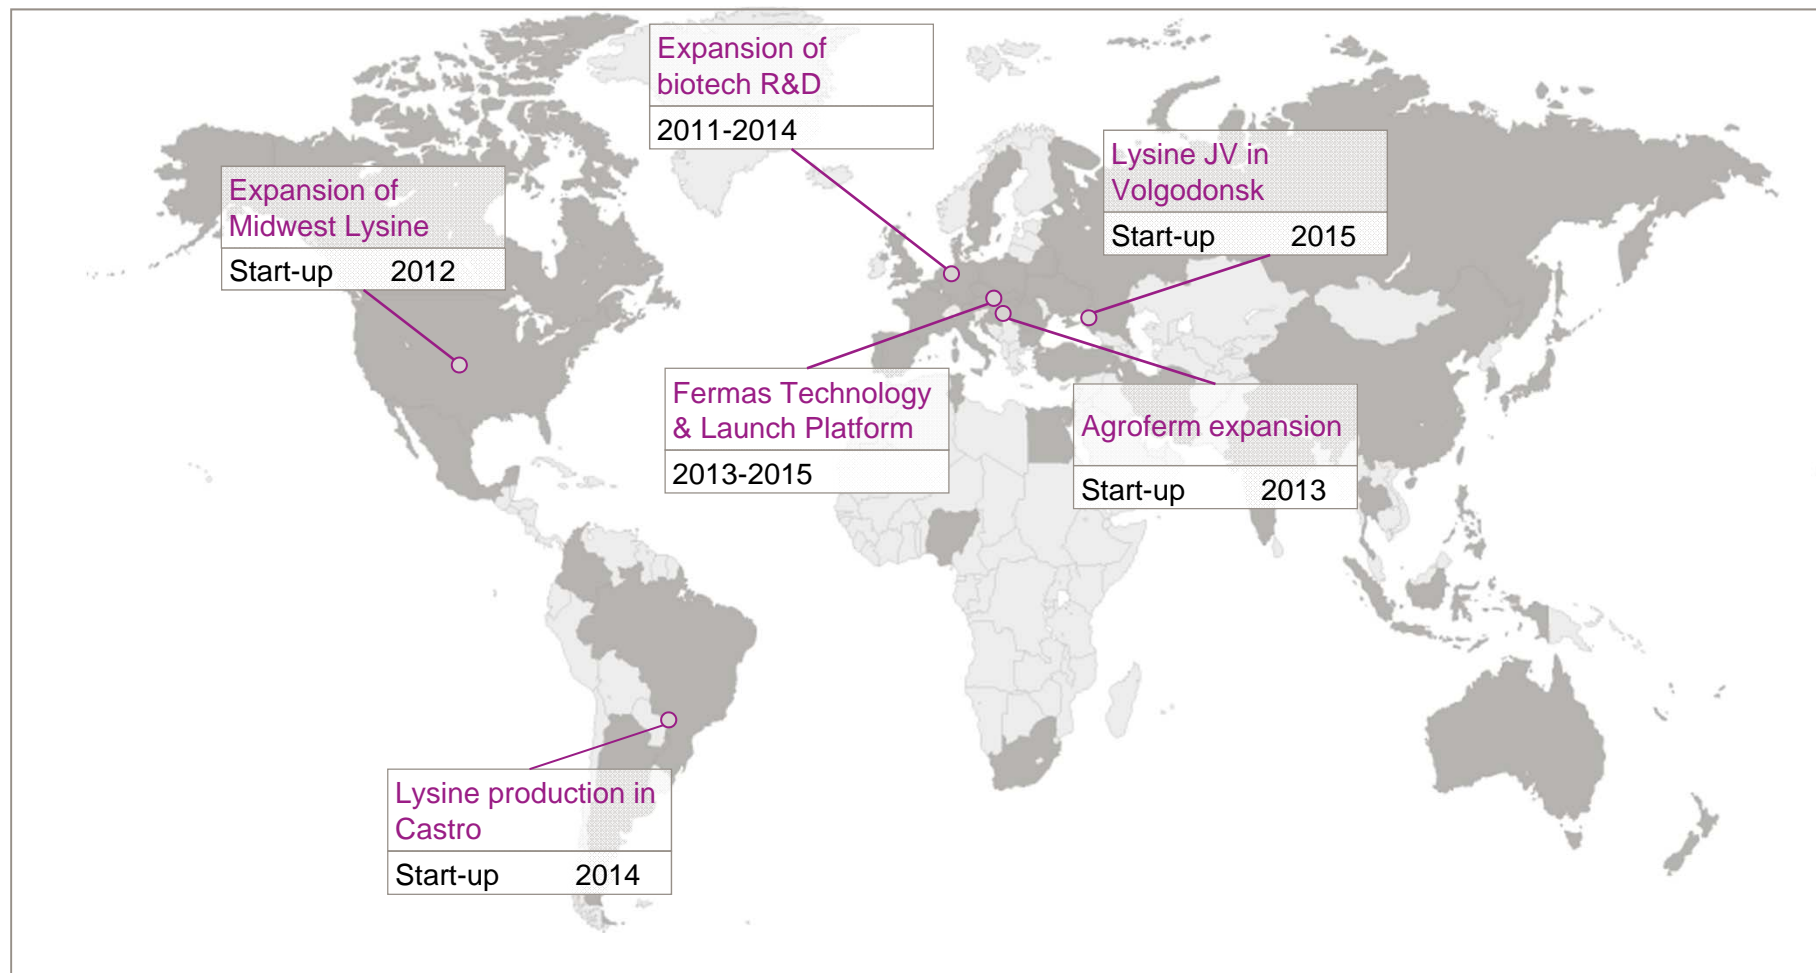 Expansion of
biotech R&D
2011-2014
Lysine JV in
Volgodonsk
Start-up 2015
Expansion of
Midwest Lysine
Start-up 2012
Fermas Technology
& Launch Platform
2013-2015
Agroferm expansion
Start-up 2013
Lysine production in
Castro
Start-up 2014